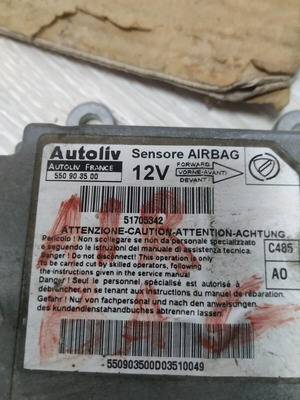 Autoliv Sensore AIRBAG
AUTOLIV FRANCE
550 90 35 00 12V FORWARD
VORNE-AVANTI
DEVANT
51705342
ATTENZIONE-CAUTION-ATTENTION-ACHTUNG
Pericolo ! Non scollegare se non da personale specializzato
e seguendo le istruzioni del manuale di assistenza tecnica.
Danger ! Do not disconnect! This operation is only to be
carried out by skilled operators, following
the instructions given in the service manual
Danger ! Seul le personnel spécialisé est autorisé à
débrancher en se tenant aux instructions du manuel de réparation.
Gefahr! Nur von fachpersonal und nach den anweisungen
des kundendiensthandbuches abtrennen lassen !
C485
A0
- 550903500D03510049